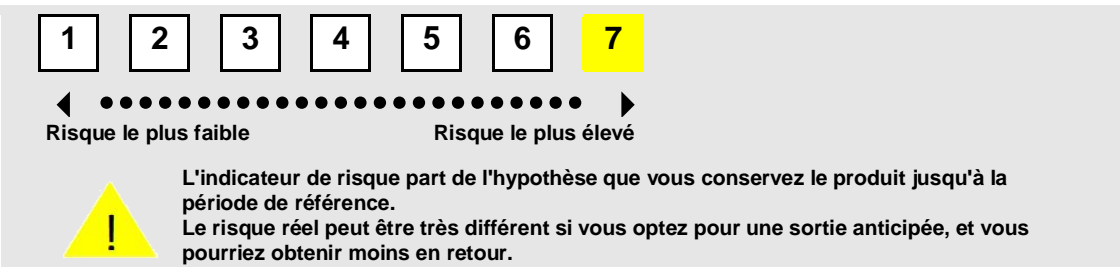 1 2 3 4 5 6 7
Risque le plus faible Risque le plus élevé
L'indicateur de risque part de l'hypothèse que vous conservez le produit jusqu'à la
période de référence.
Le risque réel peut être très différent si vous optez pour une sortie anticipée, et vous
pourriez obtenir moins en retour.
!